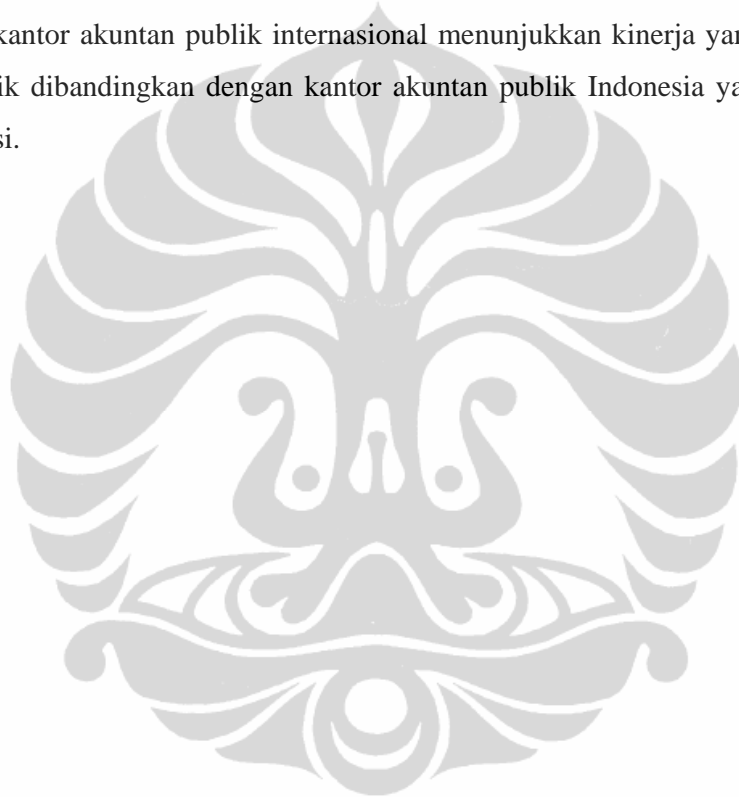 kantor akuntan publik internasional menunjukkan kinerja yan
ik dibandingkan dengan kantor akuntan publik Indonesia ya
si.